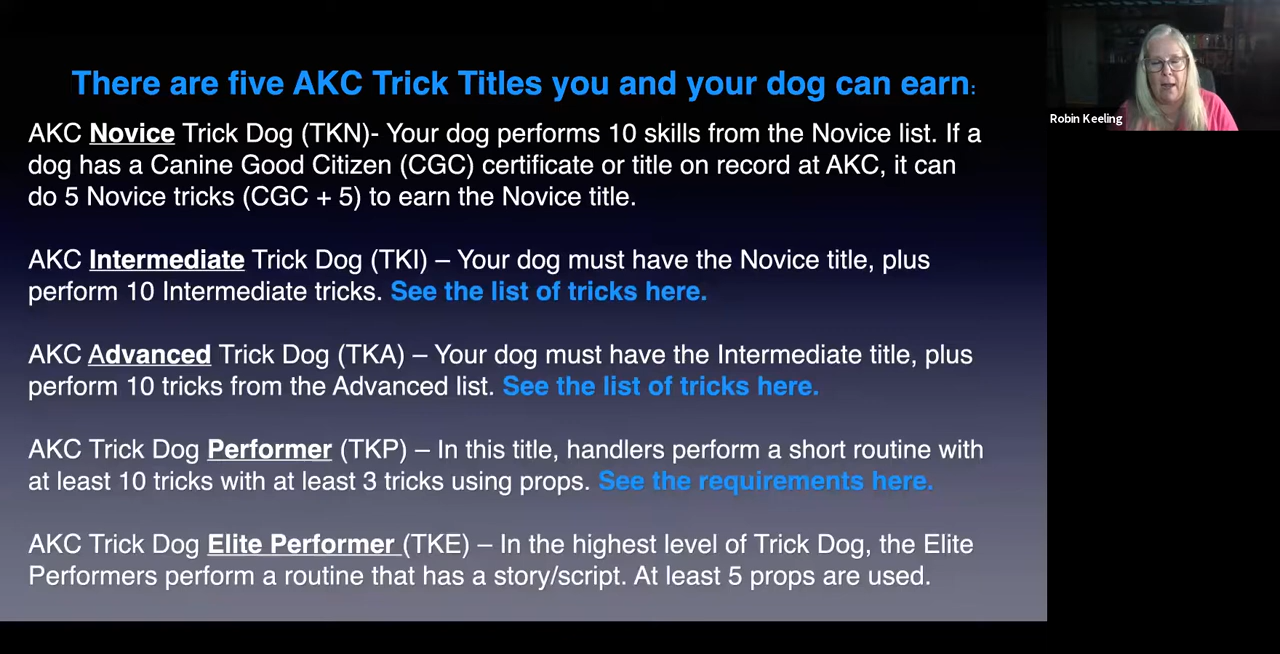 There are five AKC Trick Titles you and your dog can earn:
AKC Novice Trick Dog (TKN)- Your dog performs 10 skills from the Novice list. If a
dog has a Canine Good Citizen (CGC) certificate or title on record at AKC, it can
do 5 Novice tricks (CGC + 5) to earn the Novice title.
AKC Intermediate Trick Dog (TKI) – Your dog must have the Novice title, plus
perform 10 Intermediate tricks. See the list of tricks here.
AKC Advanced Trick Dog (TKA) – Your dog must have the Intermediate title, plus
perform 10 tricks from the Advanced list. See the list of tricks here.
AKC Trick Dog Performer (TKP) – In this title, handlers perform a short routine with
at least 10 tricks with at least 3 tricks using props. See the requirements here.
AKC Trick Dog Elite Performer (TKE) – In the highest level of Trick Dog, the Elite
Performers perform a routine that has a story/script. At least 5 props are used.
Robin Keeling